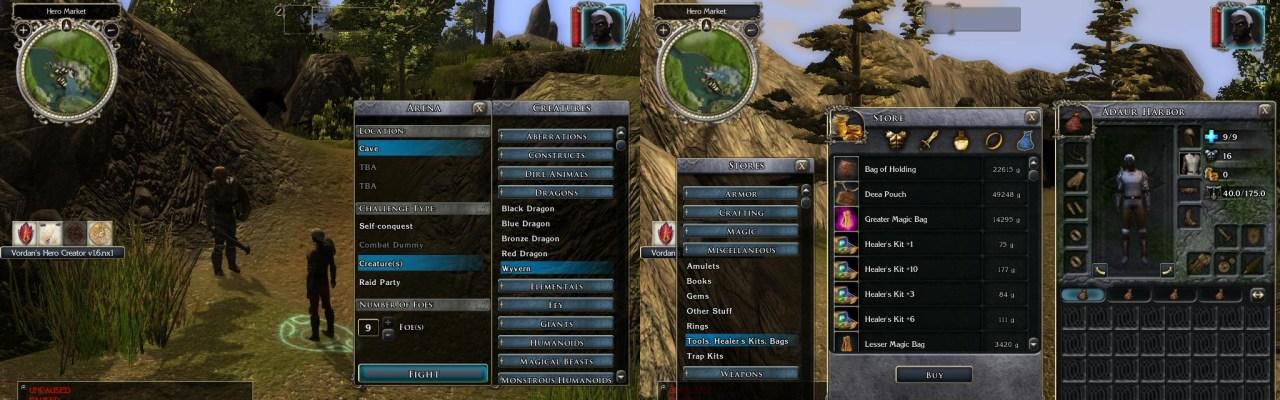 Hero Market
ARENA
LOCATION:
Cave
TBA
TBA
CHALLENGE TYPE:
Self-conquest
Combat Dummy
Creature(s)
Raid Party
NUMBER OF FOES:
9 FOE(S)
FIGHT
CREATURES
ABERRATIONS
CONSTRUCTS
DIRE ANIMALS
DRAGONS
Black Dragon
Blue Dragon
Bronze Dragon
Red Dragon
Wyvern
ELEMENTALS
FEY
GIANTS
HUMANOIDS
MAGICAL BEASTS
MONSTROUS HUMANOIDS
Vordan's Hero Creator v1.6.nx1
UNPAUSED
Hero Market
Vordan
STORES
ARMOR
CRAFTING
MAGIC
MISCELLANEOUS
Amulets
Books
Gems
Other Stuff
Rings
Tools, Healer's Kits, Bags
Trap Kits
WEAPONS
STORE
Bag of Holding 22615 g
Deea Pouch 49248 g
Greater Magic Bag 14295 g
Healer's Kit +1 75 g
Healer's Kit +10 177 g
Healer's Kit +3 84 g
Healer's Kit +6 111 g
Lesser Magic Bag 3420 g
BUY
ADAUR HARBOR
9/9
16
0
40.0/175.0